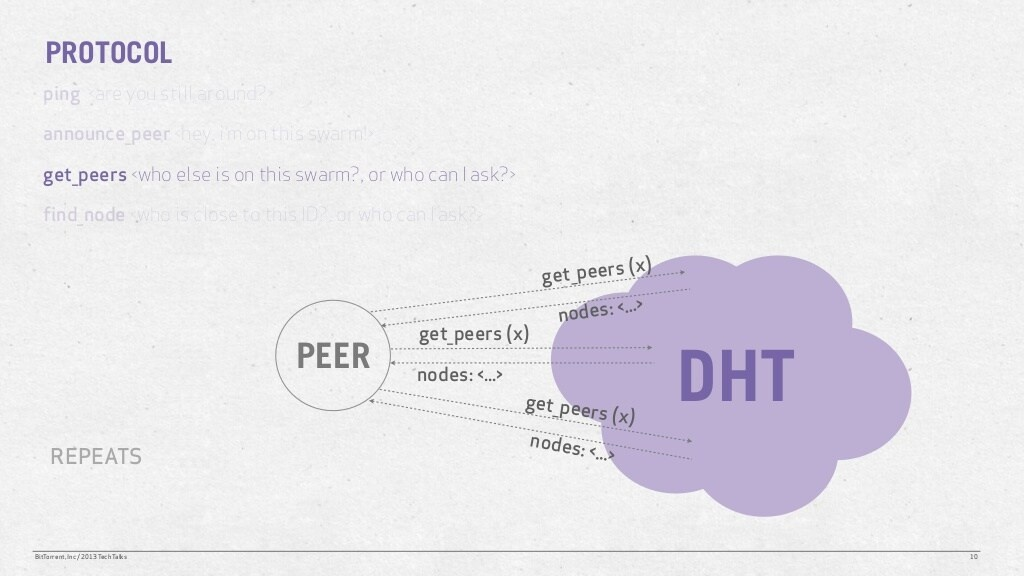 PROTOCOL
ping <are you still around?>
announce_peer <hey, i'm on this swarm!>
get_peers <who else is on this swarm?, or who can I ask?>
find_node <who is close to this ID?, or who can I ask?>
get_peers (x)
nodes: <...>
get_peers (x)
PEER
DHT
nodes: <...>
get_peers (x)
nodes: <...>
REPEATS
BitTorrent, Inc / 2013 Tech Talks
10